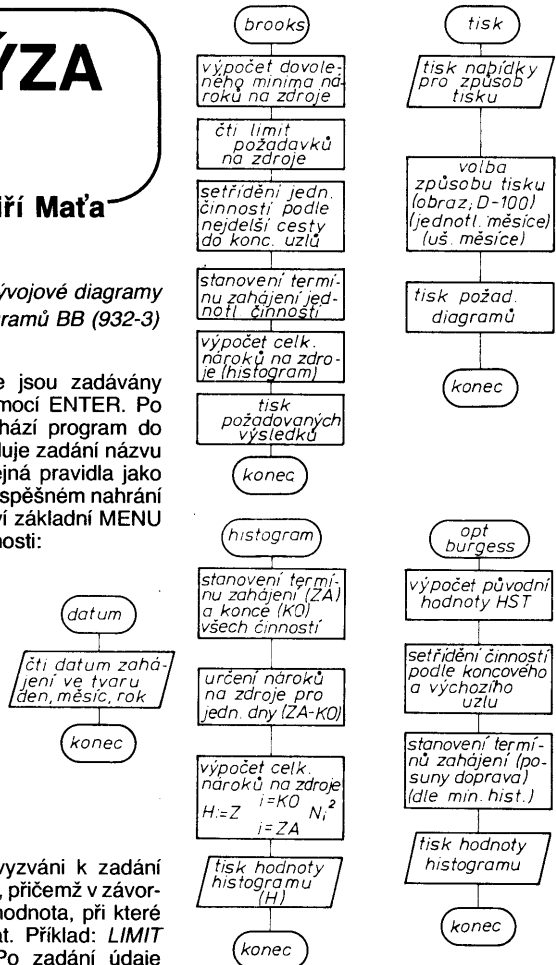 ÝZA
iří Maťa
ývojové diagramy
gramů BB (932-3)
e jsou zadávány
mocí ENTER. Po
hází program do
duje zadání názvu
ejná pravidla jako
spěšném nahrání
ví základní MENU
nosti:
datum
čti datum zahá-
jení ve tvaru
den, měsíc, rok
konec
vyzváni k zadání
, přičemž v závor-
hodnota, při které
at. Příklad: LIMIT
Po zadání údaje
brooks
výpočet dovole-
ného minima ná-
roků na zdroje
čti limit
požadavků
na zdroje
setřídění jedn.
činností podle
nejdelší cesty
do konc. uzlů
stanovení termí-
nu zahájení jed-
notl. činností
výpočet celk.
nároků na zdro-
je (histogram)
tisk
požadovaných
výsledků
konec
tisk
tisk nabídky
pro způsob
tisku
volba
způsobu tisku
(obraz; D-100)
(jednotl. měsíce)
(uš. měsíce)
tisk požad.
diagramů
konec
histogram
stanovení termí-
nu zahájení (ZA)
a konce (KO)
všech činností
určení nároků
na zdroje pro
jedn. dny (ZA-KO)
výpočet celk.
nároků na zdroje
i=KO
H:=Z Ni²
i=ZA
tisk hodnoty
histogramu
(H)
konec
opt
burgess
výpočet původní
hodnoty HST
setřídění činností
podle koncového
a výchozího
uzlu
stanovení termí-
nů zahájení (po-
suny doprava)
(dle min. hist.)
tisk hodnoty
histogramu
konec